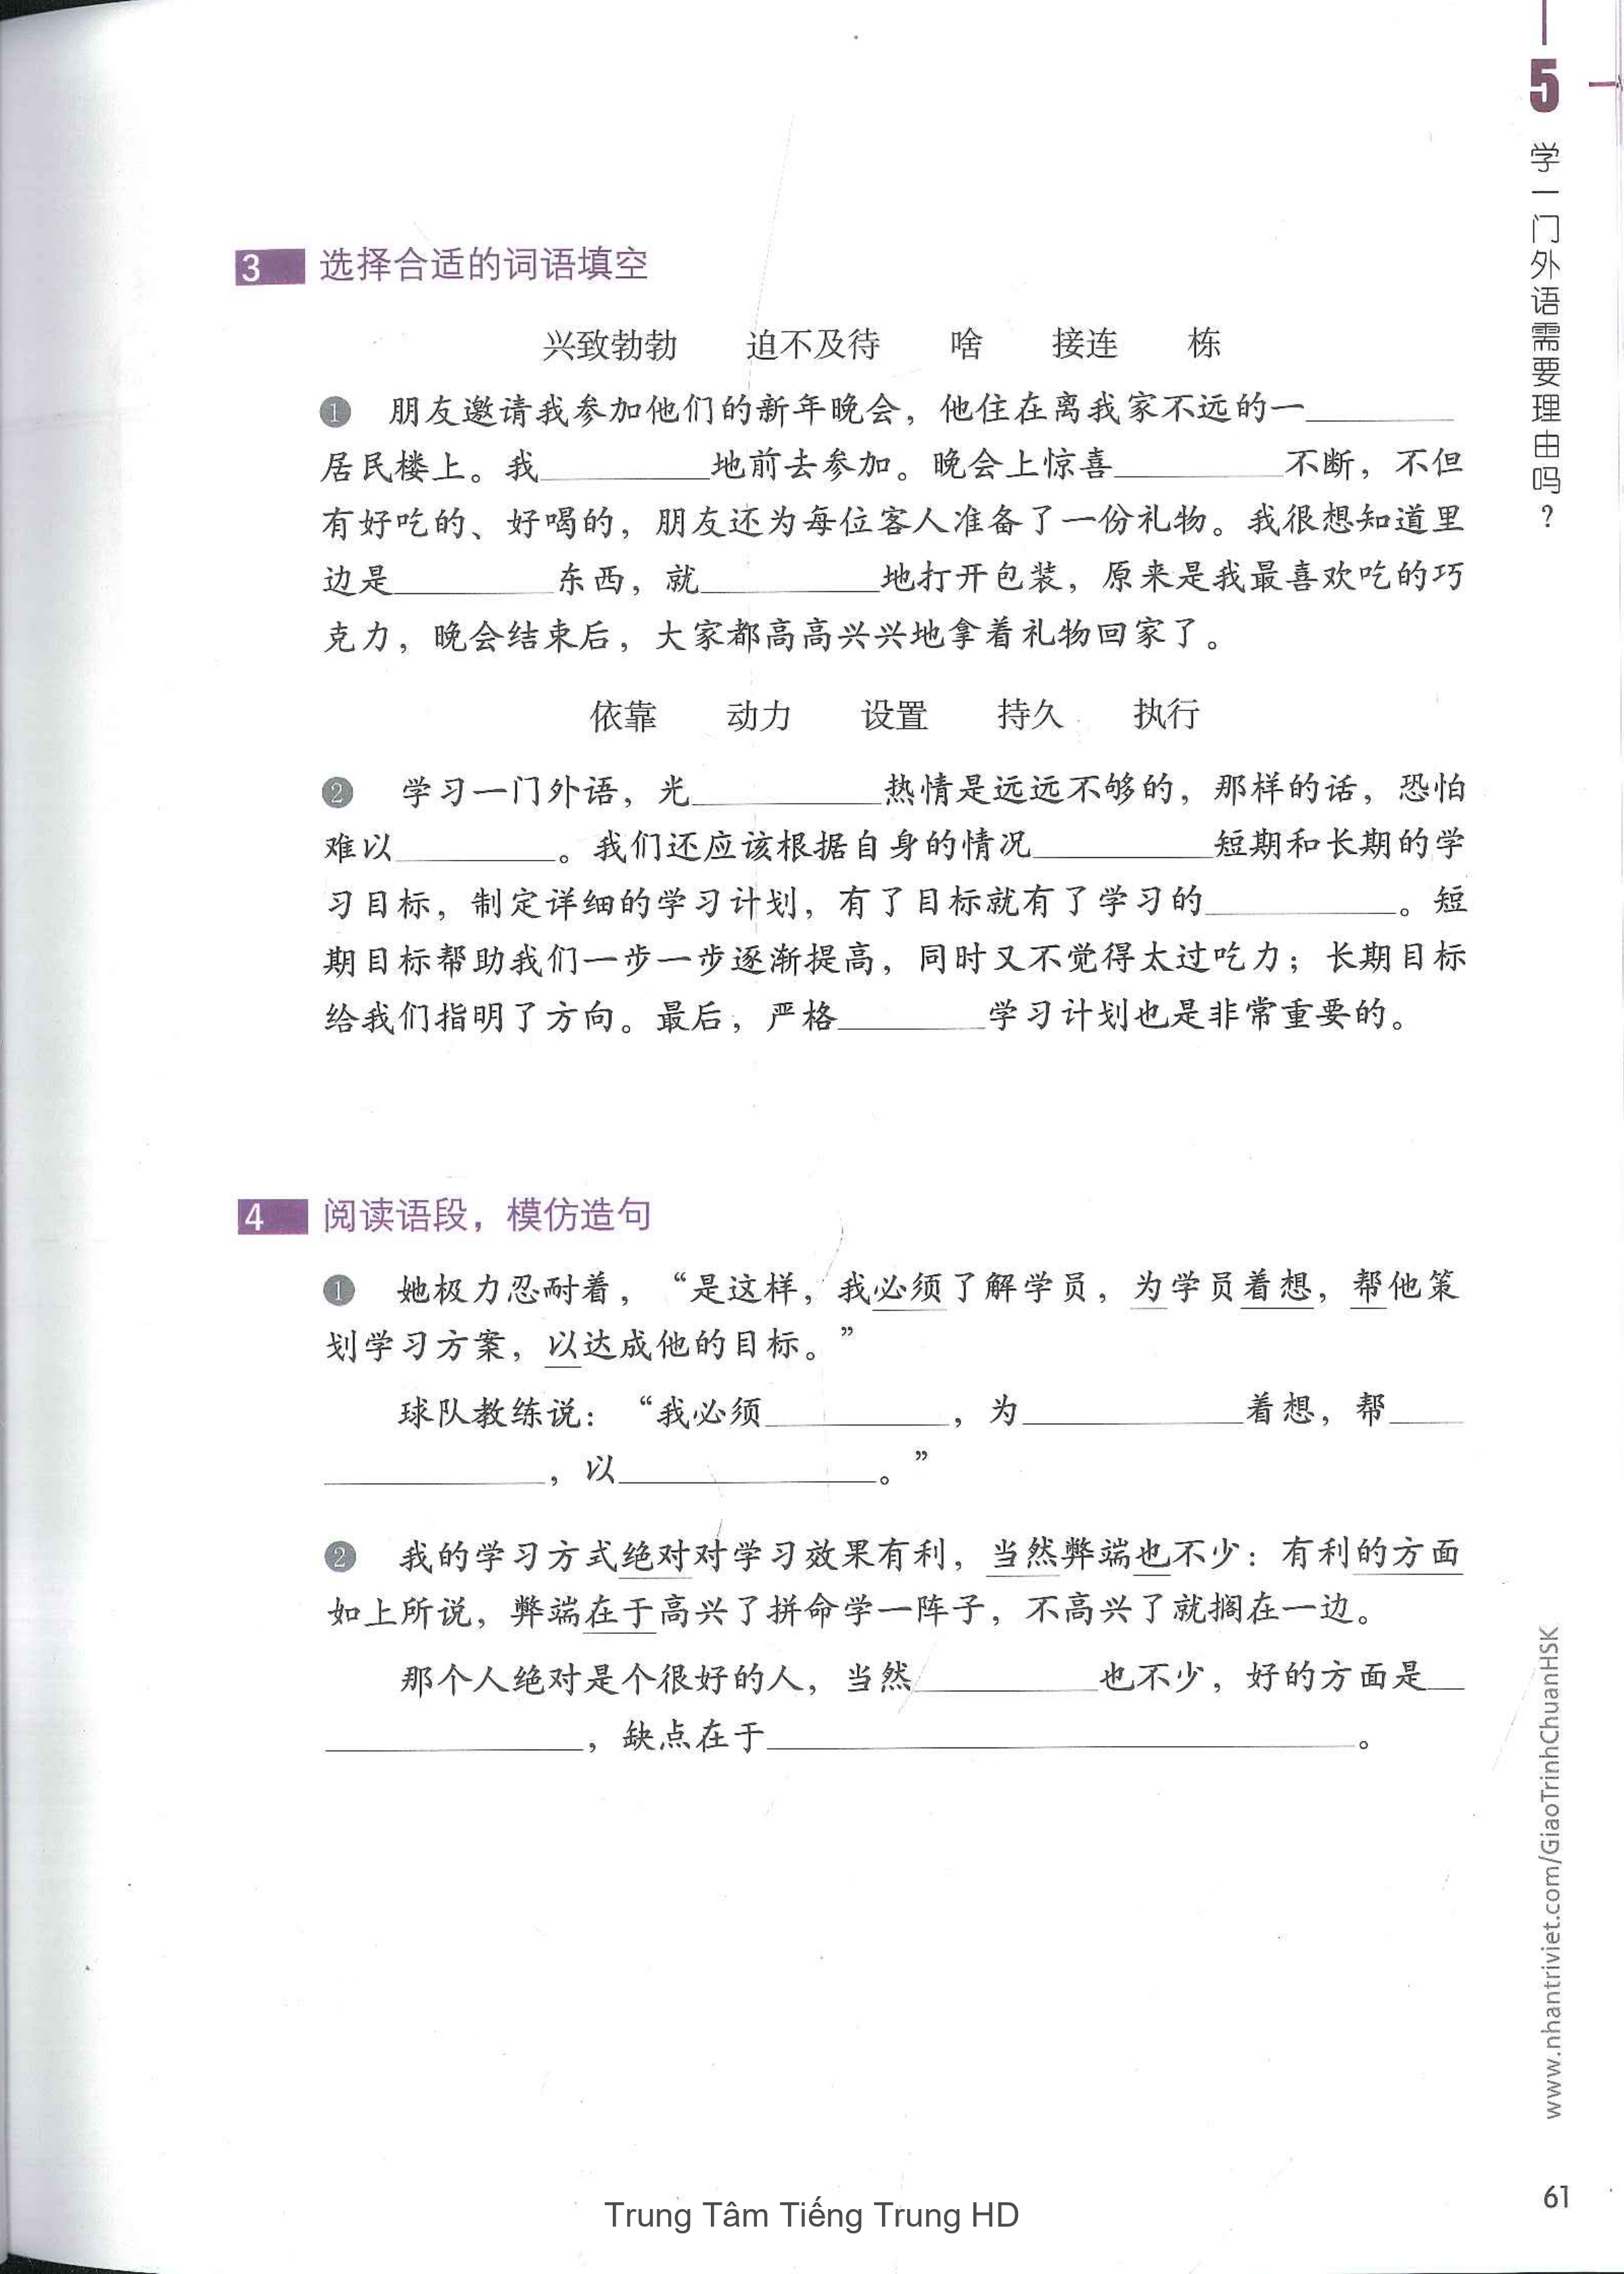 5
学一门外语需要理由吗？
3 选择合适的词语填空
兴致勃勃 迫不及待 啥 接连 栋
1 朋友邀请我参加他们的新年晚会，他住在离我家不远的一________
居民楼上。我________地前去参加。晚会上惊喜________不断，不但
有好吃的、好喝的，朋友还为每位客人准备了一份礼物。我很想知道里
边是________东西，就________地打开包装，原来是我最喜欢吃的巧
克力，晚会结束后，大家都高高兴兴地拿着礼物回家了。
依靠 动力 设置 持久 执行
2 学习一门外语，光________热情是远远不够的，那样的话，恐怕
难以________。我们还应该根据自身的情况________短期和长期的学
习目标，制定详细的学习计划，有了目标就有了学习的________。短
期目标帮助我们一步一步逐渐提高，同时又不觉得太过吃力；长期目标
给我们指明了方向。最后，严格________学习计划也是非常重要的。
4 阅读语段，模仿造句
1 她极力忍耐着，“是这样，我必须了解学员，为学员着想，帮他策
划学习方案，以达成他的目标。”
球队教练说：“我必须________，为________着想，帮____
________，以________。”
2 我的学习方式绝对对学习效果有利，当然弊端也不少：有利的方面
如上所说，弊端在于高兴了拼命学一阵子，不高兴了就搁在一边。
那个人绝对是个很好的人，当然________也不少，好的方面是__
________，缺点在于________________。
www.nhantriviet.com/GiaoTrinhChuanHSK
61
Trung Tâm Tiếng Trung HD